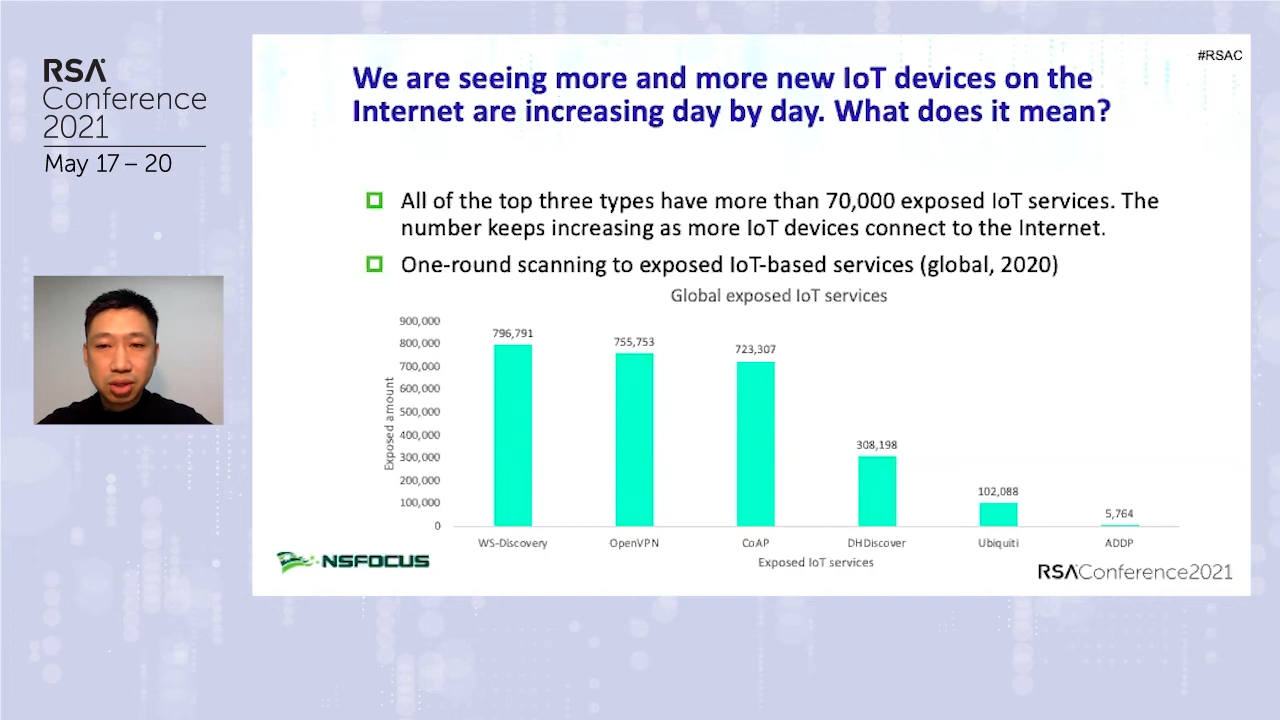 RSA
Conference
2021
May 17 – 20
#RSAC
We are seeing more and more new IoT devices on the
Internet are increasing day by day. What does it mean?
All of the top three types have more than 70,000 exposed IoT services. The
number keeps increasing as more IoT devices connect to the Internet.
One-round scanning to exposed IoT-based services (global, 2020)
Global exposed IoT services
Exposed amount
900,000
800,000
700,000
600,000
500,000
400,000
300,000
200,000
100,000
0
796,791
755,753
723,307
308,198
102,088
5,764
WS-Discovery
OpenVPN
CoAP
DHDiscover
Ubiquiti
ADDP
Exposed IoT services
NSFOCUS
RSAConference2021